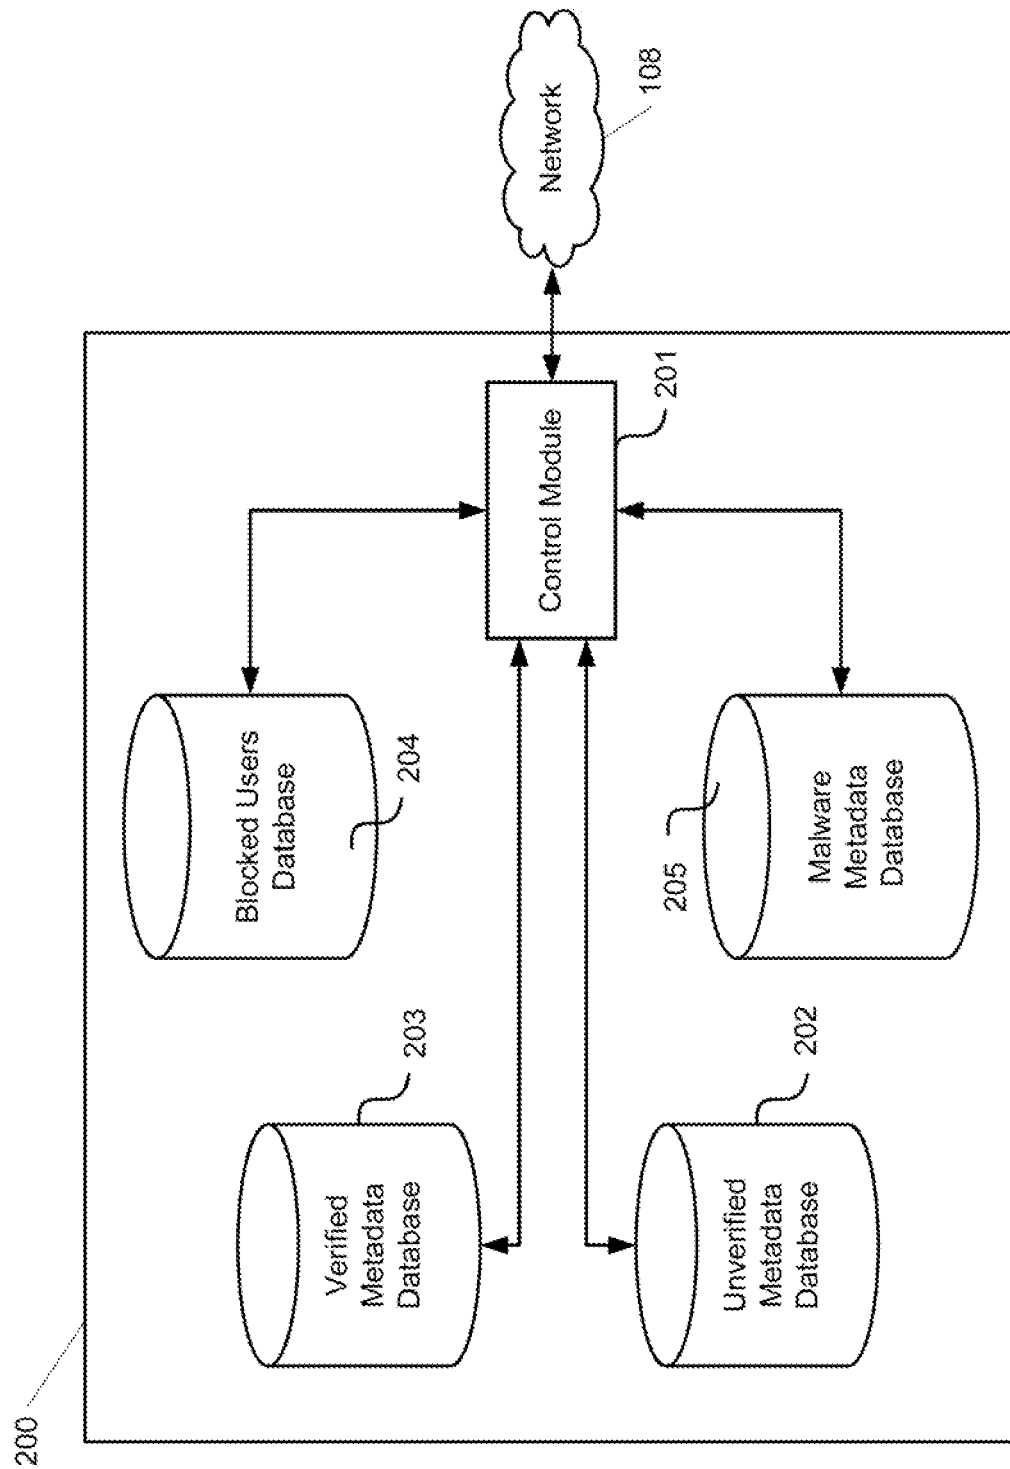 200
Verified
Metadata
Database
203
Blocked Users
Database
204
Unverified
Metadata
Database
202
205
Malware
Metadata
Database
Control Module
201
Network
108